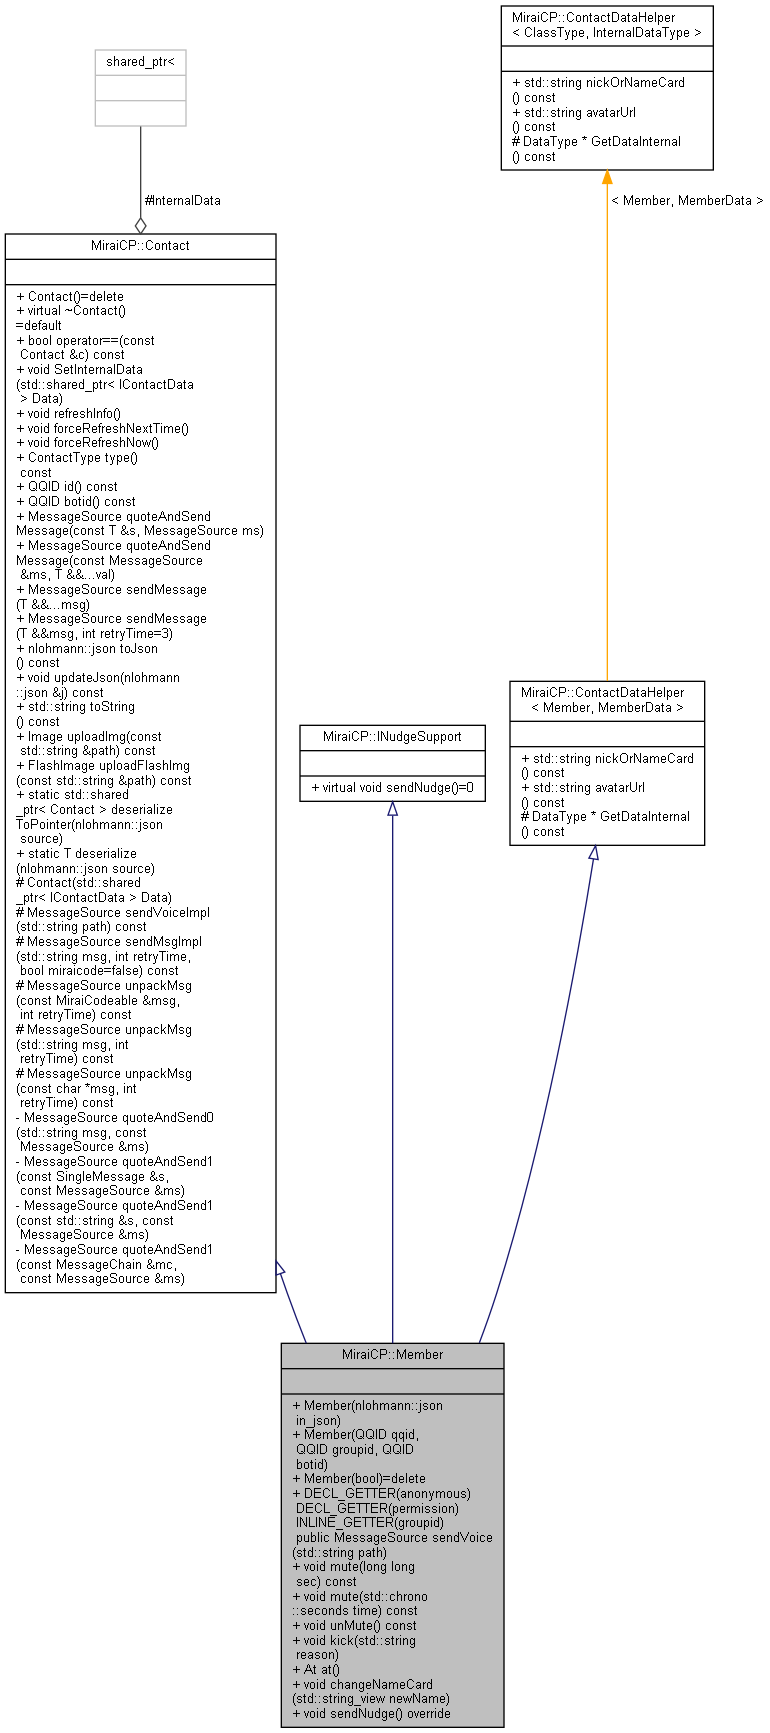 MiraiCP::ContactDataHelper
< ClassType, InternalDataType >
+ std::string nickOrNameCard
() const
+ std::string avatarUrl
() const
# DataType * GetDataInternal
() const
shared_ptr<
#InternalData
< Member, MemberData >
MiraiCP::Contact
+ Contact()=delete
+ virtual ~Contact()
=default
+ bool operator==(const
Contact &c) const
+ void SetInternalData
(std::shared_ptr< IContactData
> Data)
+ void refreshInfo()
+ void forceRefreshNextTime()
+ void forceRefreshNow()
+ ContactType type()
const
+ QQID id() const
+ QQID botid() const
+ MessageSource quoteAndSend
Message(const T &s, MessageSource ms)
+ MessageSource quoteAndSend
Message(const MessageSource
&ms, T &&...val)
+ MessageSource sendMessage
(T &&...msg)
+ MessageSource sendMessage
(T &&msg, int retryTime=3)
+ nlohmann::json toJson
() const
+ void updateJson(nlohmann
::json &j) const
+ std::string toString
() const
+ Image uploadImg(const
std::string &path) const
+ FlashImage uploadFlashImg
(const std::string &path) const
+ static std::shared
_ptr< Contact > deserialize
ToPointer(nlohmann::json
source)
+ static T deserialize
(nlohmann::json source)
# Contact(std::shared
_ptr< IContactData > Data)
# MessageSource sendVoiceImpl
(std::string path) const
# MessageSource sendMsgImpl
(std::string msg, int retryTime,
bool miraicode=false) const
# MessageSource unpackMsg
(const MiraiCodeable &msg,
int retryTime) const
# MessageSource unpackMsg
(std::string msg, int
retryTime) const
# MessageSource unpackMsg
(const char *msg, int
retryTime) const
- MessageSource quoteAndSend0
(std::string msg, const
MessageSource &ms)
- MessageSource quoteAndSend1
(const SingleMessage &s,
const MessageSource &ms)
- MessageSource quoteAndSend1
(const std::string &s, const
MessageSource &ms)
- MessageSource quoteAndSend1
(const MessageChain &mc,
const MessageSource &ms)
MiraiCP::INudgeSupport
+ virtual void sendNudge()=0
MiraiCP::ContactDataHelper
< Member, MemberData >
+ std::string nickOrNameCard
() const
+ std::string avatarUrl
() const
# DataType * GetDataInternal
() const
MiraiCP::Member
+ Member(nlohmann::json
in_json)
+ Member(QQID qqid,
QQID groupid, QQID
botid)
+ Member(bool)=delete
+ DECL_GETTER(anonymous)
DECL_GETTER(permission)
INLINE_GETTER(groupid)
public MessageSource sendVoice
(std::string path)
+ void mute(long long
sec) const
+ void mute(std::chrono
::seconds time) const
+ void unMute() const
+ void kick(std::string
reason)
+ At at()
+ void changeNameCard
(std::string_view newName)
+ void sendNudge() override